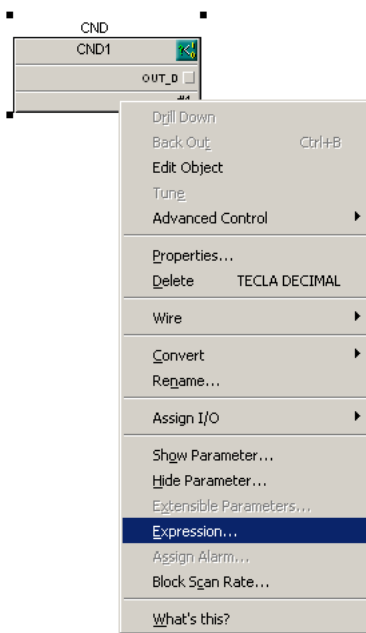 CND
CND1
OUT_D
#1
Drill Down
Back Out Ctrl+B
Edit Object
Tune
Advanced Control
Properties...
Delete TECLA DECIMAL
Wire
Convert
Rename...
Assign I/O
Show Parameter...
Hide Parameter...
Extensible Parameters...
Expression...
Assign Alarm...
Block Scan Rate...
What's this?